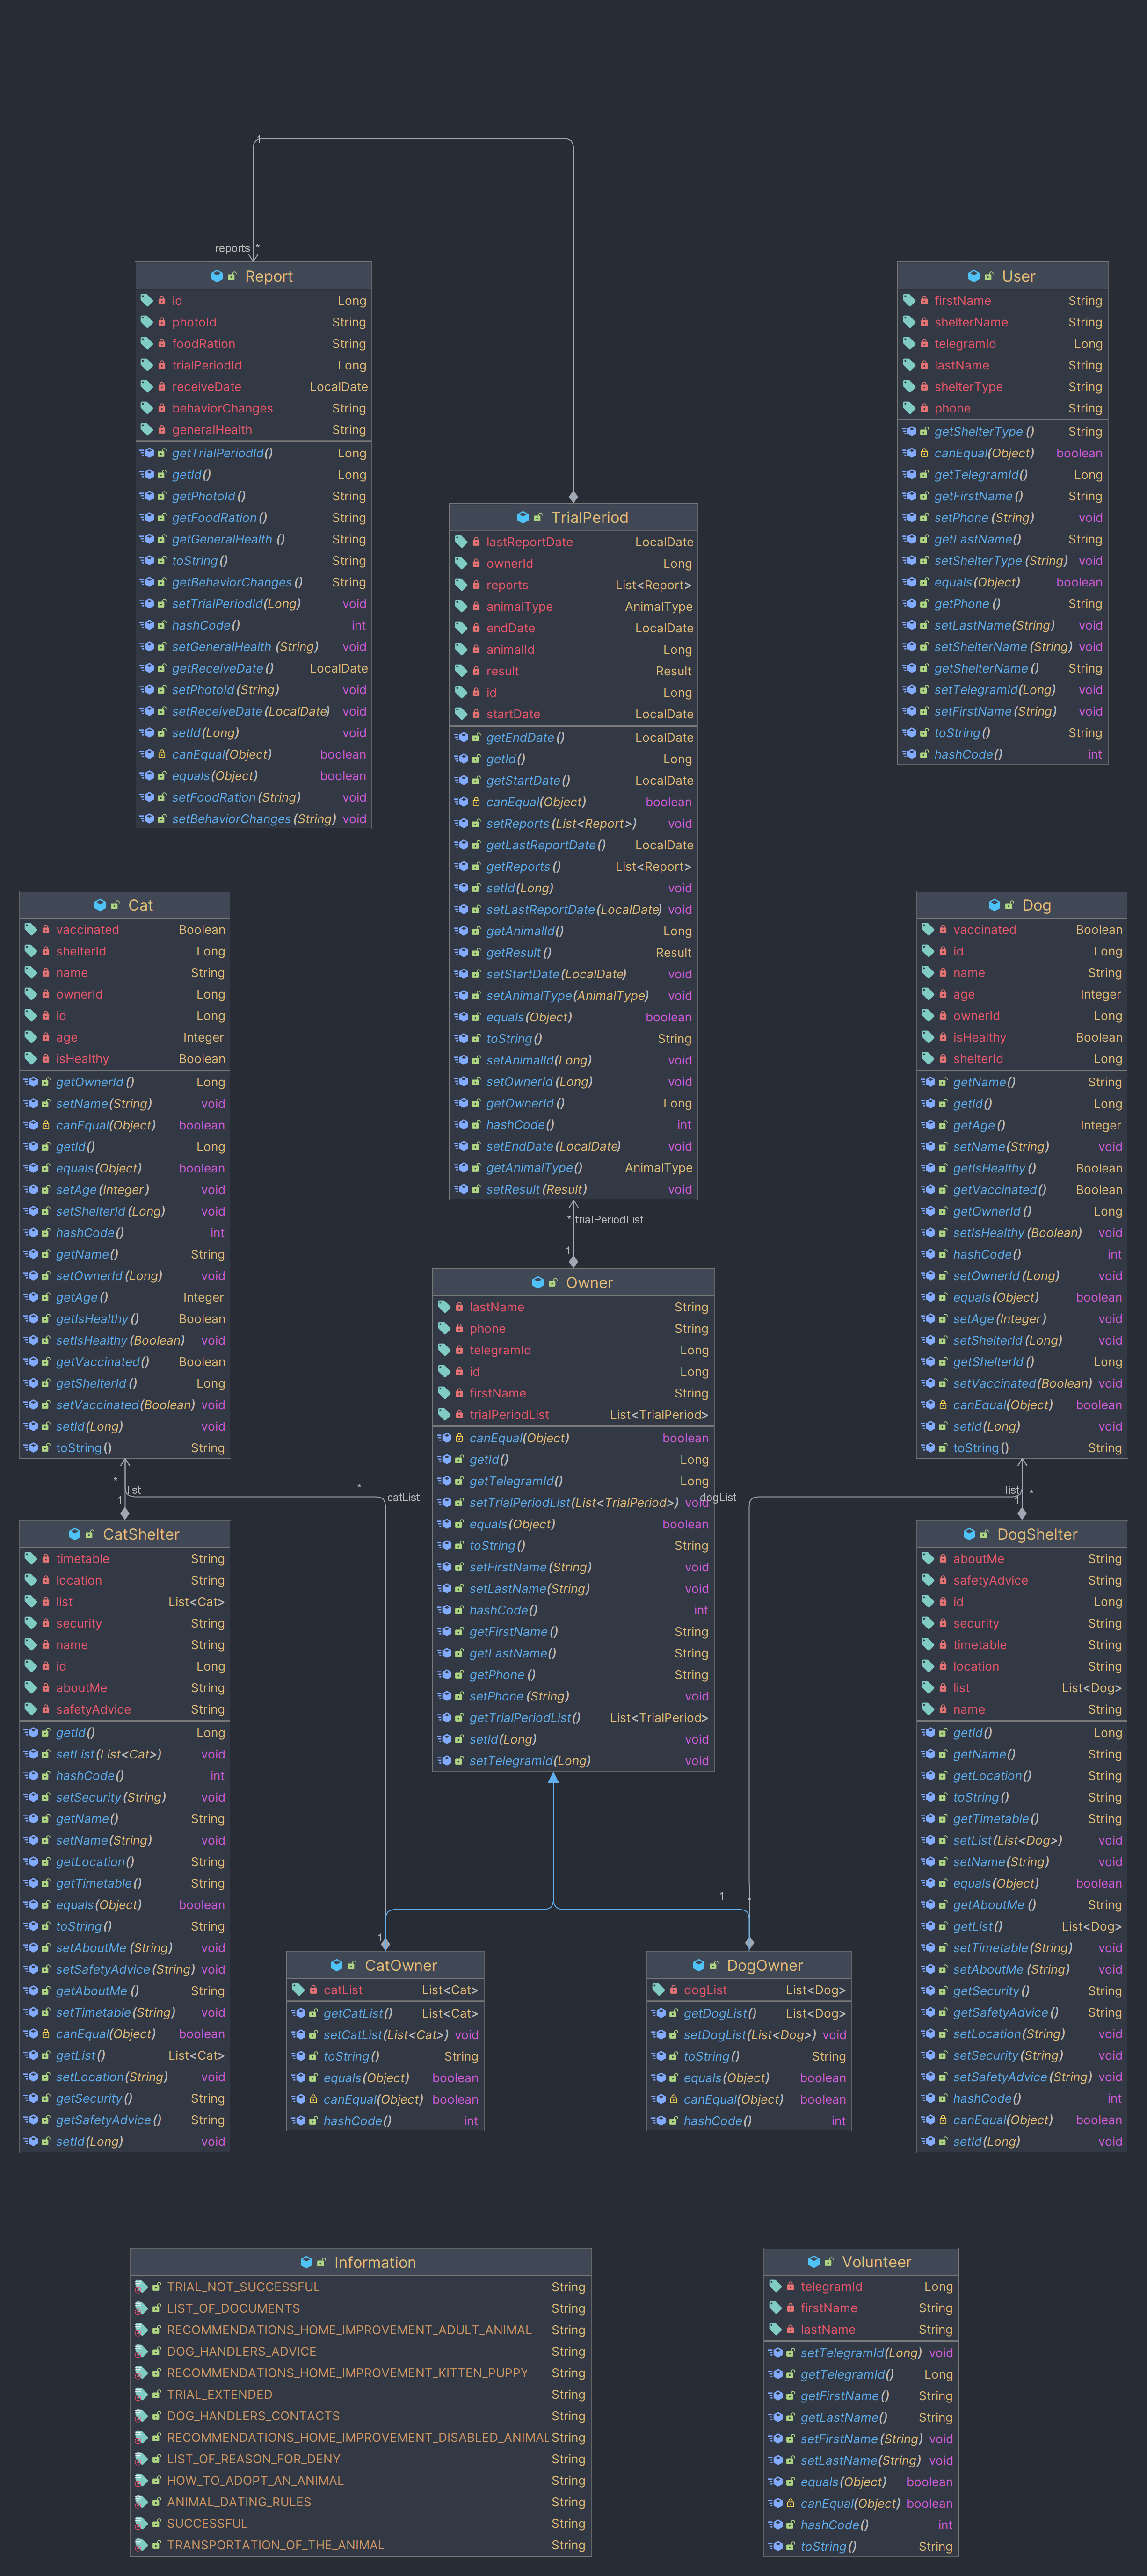 1
reports *
Report
id Long
photoId String
foodRation String
trialPeriodId Long
receiveDate LocalDate
behaviorChanges String
generalHealth String
getTrialPeriodId() Long
getId() Long
getPhotoId() String
getFoodRation() String
getGeneralHealth () String
toString() String
getBehaviorChanges () String
setTrialPeriodId(Long) void
hashCode() int
setGeneralHealth (String) void
getReceiveDate () LocalDate
setPhotoId(String) void
setReceiveDate (LocalDate) void
setId(Long) void
canEqual(Object) boolean
equals(Object) boolean
setFoodRation (String) void
setBehaviorChanges (String) void
User
firstName String
shelterName String
telegramId Long
lastName String
shelterType String
phone String
getShelterType () String
canEqual(Object) boolean
getTelegramId() Long
getFirstName () String
setPhone (String) void
getLastName() String
setShelterType (String) void
equals(Object) boolean
getPhone () String
setLastName(String) void
setShelterName (String) void
getShelterName () String
setTelegramId(Long) void
setFirstName (String) void
toString() String
hashCode() int
TrialPeriod
lastReportDate LocalDate
ownerId Long
reports List<Report>
animalType AnimalType
endDate LocalDate
animalId Long
result Result
id Long
startDate LocalDate
getEndDate () LocalDate
getId() Long
getStartDate () LocalDate
canEqual(Object) boolean
setReports (List<Report>) void
getLastReportDate () LocalDate
getReports () List<Report>
setId(Long) void
setLastReportDate (LocalDate) void
getAnimalId() Long
getResult () Result
setStartDate (LocalDate) void
setAnimalType(AnimalType) void
equals(Object) boolean
toString() String
setAnimalId(Long) void
setOwnerId (Long) void
getOwnerId () Long
hashCode() int
setEndDate (LocalDate) void
getAnimalType() AnimalType
setResult (Result) void
Cat
vaccinated Boolean
shelterId Long
name String
ownerId Long
id Long
age Integer
isHealthy Boolean
getOwnerId () Long
setName(String) void
canEqual(Object) boolean
getId() Long
equals(Object) boolean
setAge (Integer) void
setShelterId (Long) void
hashCode() int
getName() String
setOwnerId (Long) void
getAge () Integer
getIsHealthy () Boolean
setIsHealthy (Boolean) void
getVaccinated () Boolean
getShelterId () Long
setVaccinated (Boolean) void
setId(Long) void
toString() String
Dog
vaccinated Boolean
id Long
name String
age Integer
ownerId Long
isHealthy Boolean
shelterId Long
getName() String
getId() Long
getAge () Integer
setName(String) void
getIsHealthy () Boolean
getVaccinated () Boolean
getOwnerId () Long
setIsHealthy (Boolean) void
hashCode() int
setOwnerId (Long) void
equals(Object) boolean
setAge (Integer) void
setShelterId (Long) void
getShelterId () Long
setVaccinated(Boolean) void
canEqual(Object) boolean
setId(Long) void
toString() String
* trialPeriodList
1
Owner
lastName String
phone String
telegramId Long
id Long
firstName String
trialPeriodList List<TrialPeriod>
canEqual(Object) boolean
getId() Long
getTelegramId() Long
setTrialPeriodList (List<TrialPeriod>) void
equals(Object) boolean
toString() String
setFirstName (String) void
setLastName (String) void
hashCode() int
getFirstName () String
getLastName() String
getPhone () String
setPhone (String) void
getTrialPeriodList() List<TrialPeriod>
setId(Long) void
setTelegramId(Long) void
* list
1
* catList
dogList
list *
1
CatShelter
timetable String
location String
list List<Cat>
security String
name String
id Long
aboutMe String
safetyAdvice String
getId() Long
setList(List<Cat>) void
hashCode() int
setSecurity (String) void
getName() String
setName(String) void
getLocation() String
getTimetable() String
equals(Object) boolean
toString() String
setAboutMe (String) void
setSafetyAdvice (String) void
getAboutMe () String
setTimetable(String) void
canEqual(Object) boolean
getList() List<Cat>
setLocation(String) void
getSecurity () String
getSafetyAdvice () String
setId(Long) void
DogShelter
aboutMe String
safetyAdvice String
id Long
security String
timetable String
location String
list List<Dog>
name String
getId() Long
getName() String
getLocation() String
toString() String
getTimetable() String
setList(List<Dog>) void
setName(String) void
equals(Object) boolean
getAboutMe () String
getList() List<Dog>
setTimetable(String) void
setAboutMe (String) void
getSecurity() String
getSafetyAdvice () String
setLocation(String) void
setSecurity (String) void
setSafetyAdvice (String) void
hashCode() int
canEqual(Object) boolean
setId(Long) void
1 *
1
CatOwner
catList List<Cat>
getCatList() List<Cat>
setCatList(List<Cat>) void
toString() String
equals(Object) boolean
canEqual(Object) boolean
hashCode() int
DogOwner
dogList List<Dog>
getDogList() List<Dog>
setDogList(List<Dog>) void
toString() String
equals(Object) boolean
canEqual(Object) boolean
hashCode() int
Information
TRIAL_NOT_SUCCESSFUL String
LIST_OF_DOCUMENTS String
RECOMMENDATIONS_HOME_IMPROVEMENT_ADULT_ANIMAL String
DOG_HANDLERS_ADVICE String
RECOMMENDATIONS_HOME_IMPROVEMENT_KITTEN_PUPPY String
TRIAL_EXTENDED String
DOG_HANDLERS_CONTACTS String
RECOMMENDATIONS_HOME_IMPROVEMENT_DISABLED_ANIMAL String
LIST_OF_REASON_FOR_DENY String
HOW_TO_ADOPT_AN_ANIMAL String
ANIMAL_DATING_RULES String
SUCCESSFUL String
TRANSPORTATION_OF_THE_ANIMAL String
Volunteer
telegramId Long
firstName String
lastName String
setTelegramId(Long) void
getTelegramId() Long
getFirstName () String
getLastName() String
setFirstName (String) void
setLastName(String) void
equals(Object) boolean
canEqual(Object) boolean
hashCode() int
toString() String